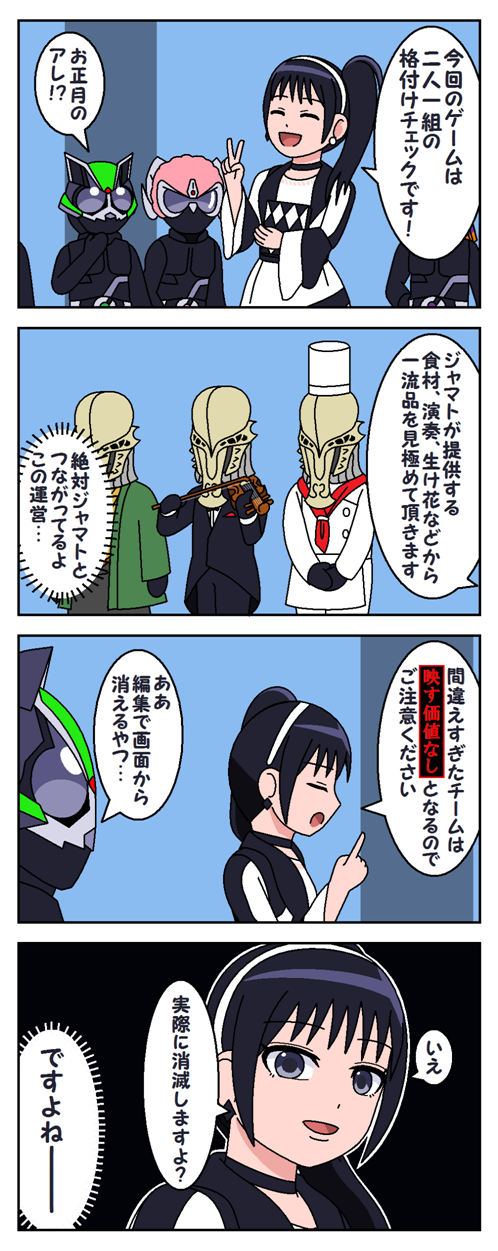 今回のゲームは
二人一組の
格付けチェックです!
お正月の
アレ!?
ジャマトが提供する
食材、演奏、生け花などから
一流品を見極めて頂きます
絶対ジャマトと
つながってるよ
この運営…
間違えすぎたチームは
映す価値なしとなるので
ご注意ください
ああ
編集で画面から
消えるやつ…
いえ
実際に消滅しますよ?
ですよねーーー